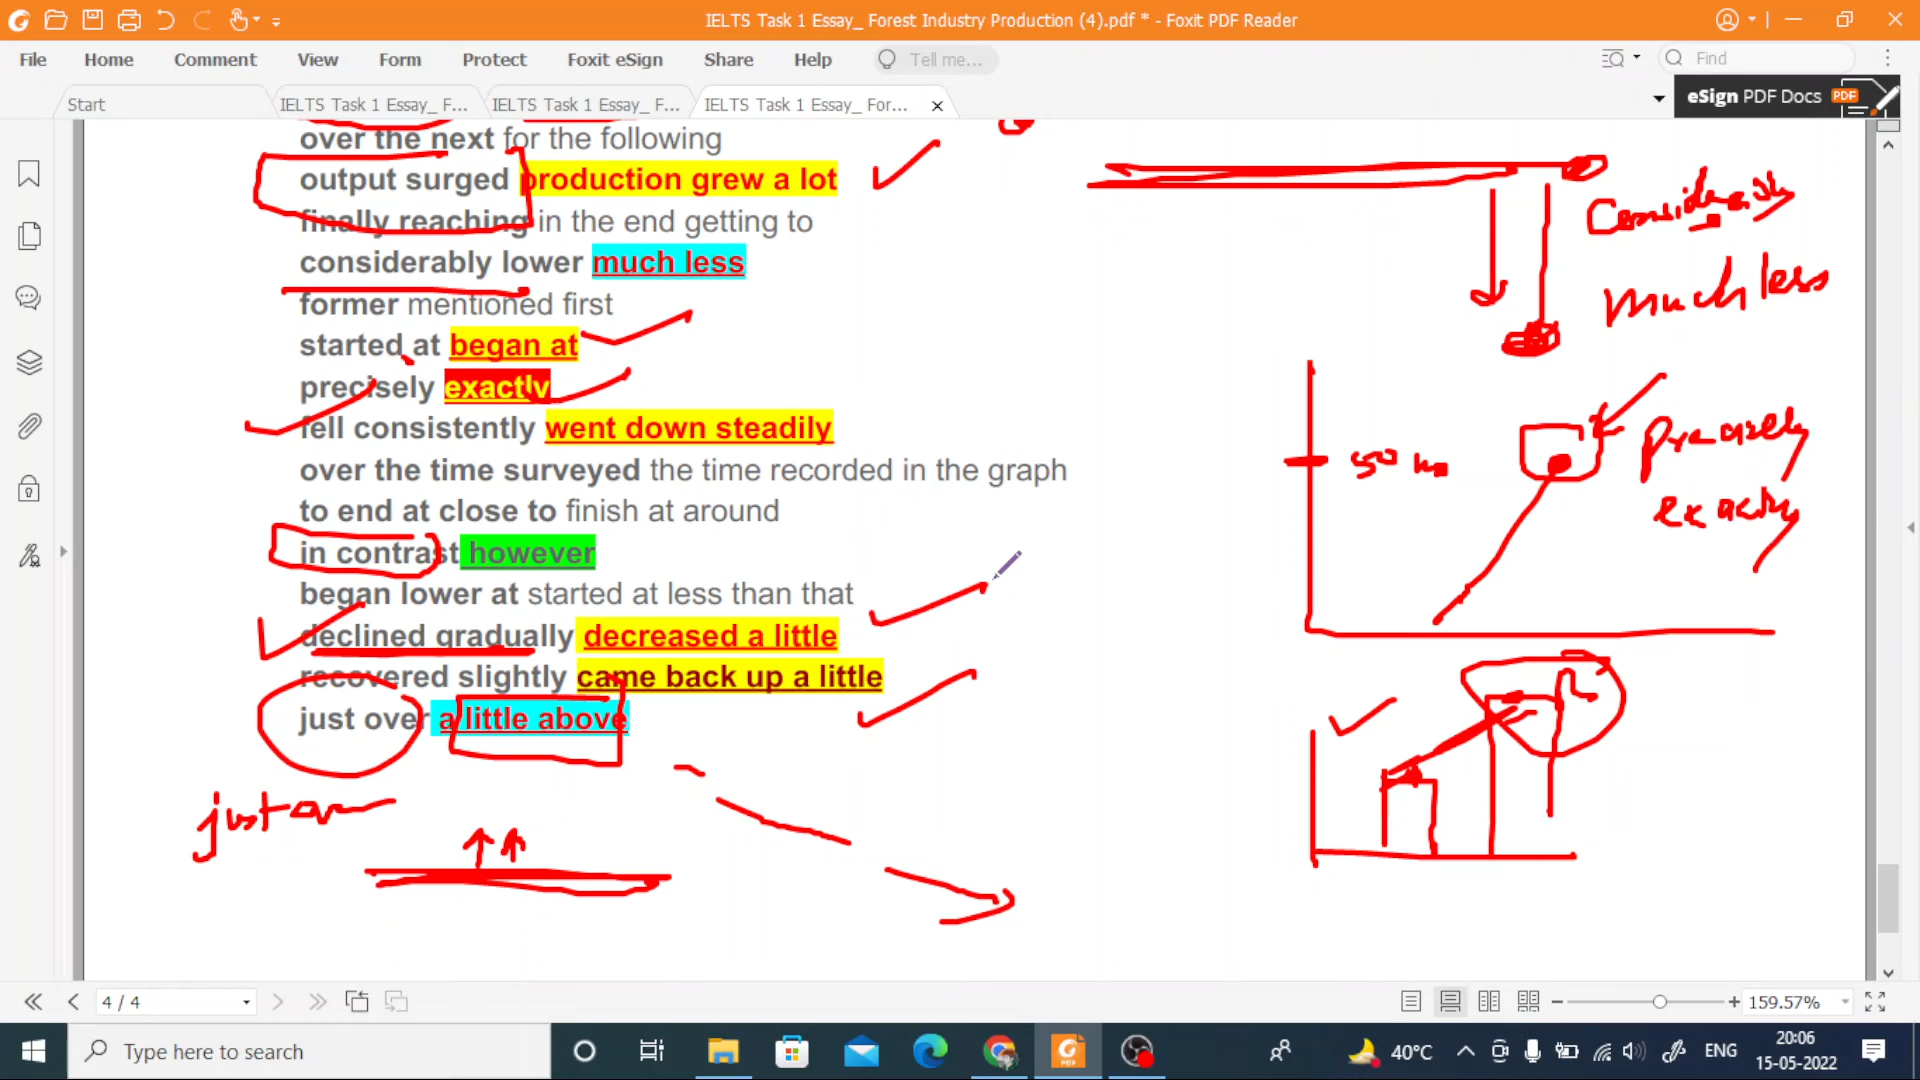 IELTS Task 1 Essay_ Forest Industry Production (4).pdf * - Foxit PDF Reader
File Home Comment View Form Protect Foxit eSign Share Help Tell me... Find
Start IELTS Task 1 Essay_ F... IELTS Task 1 Essay_ F... IELTS Task 1 Essay_ For... eSign PDF Docs PDF
over the next for the following
output surged production grew a lot
finally reaching in the end getting to
considerably lower much less
former mentioned first
started at began at
precisely exactly
fell consistently went down steadily
over the time surveyed the time recorded in the graph
to end at close to finish at around
in contrast however
began lower at started at less than that
declined gradually decreased a little
recovered slightly came back up a little
just over a little above
just over
much less
50 km
precisely
exactly
4 / 4
159.57%
Type here to search
PDF
40°C
ENG
20:06
15-05-2022